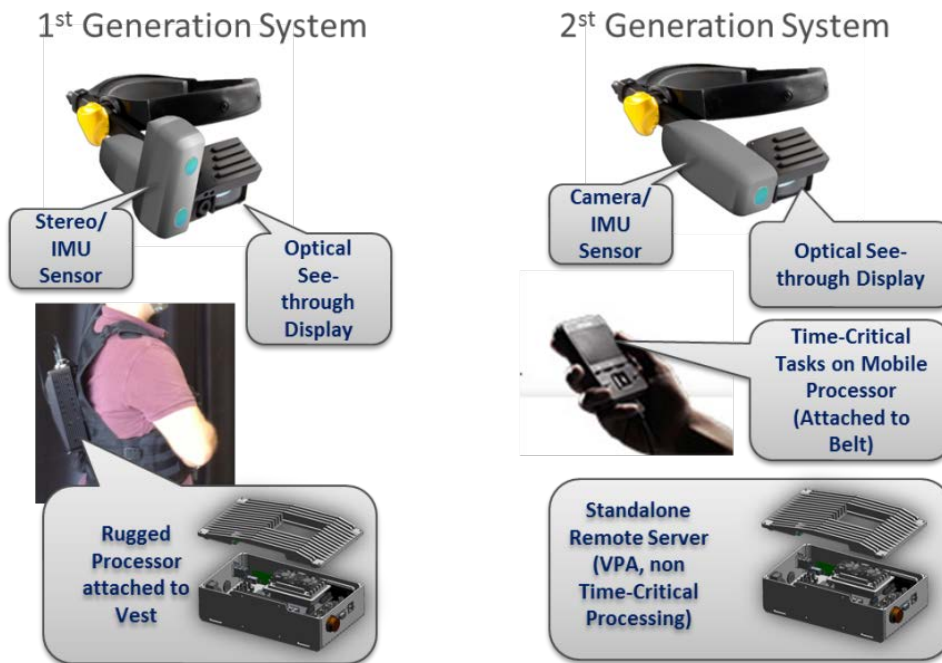 1st Generation System
2nd Generation System
Stereo/
IMU
Sensor
Optical
See-
through
Display
Camera/
IMU
Sensor
Optical See-
through Display
Time-Critical
Tasks on Mobile
Processor
(Attached to
Belt)
Rugged
Processor
attached to
Vest
Standalone
Remote Server
(VPA, non
Time-Critical
Processing)